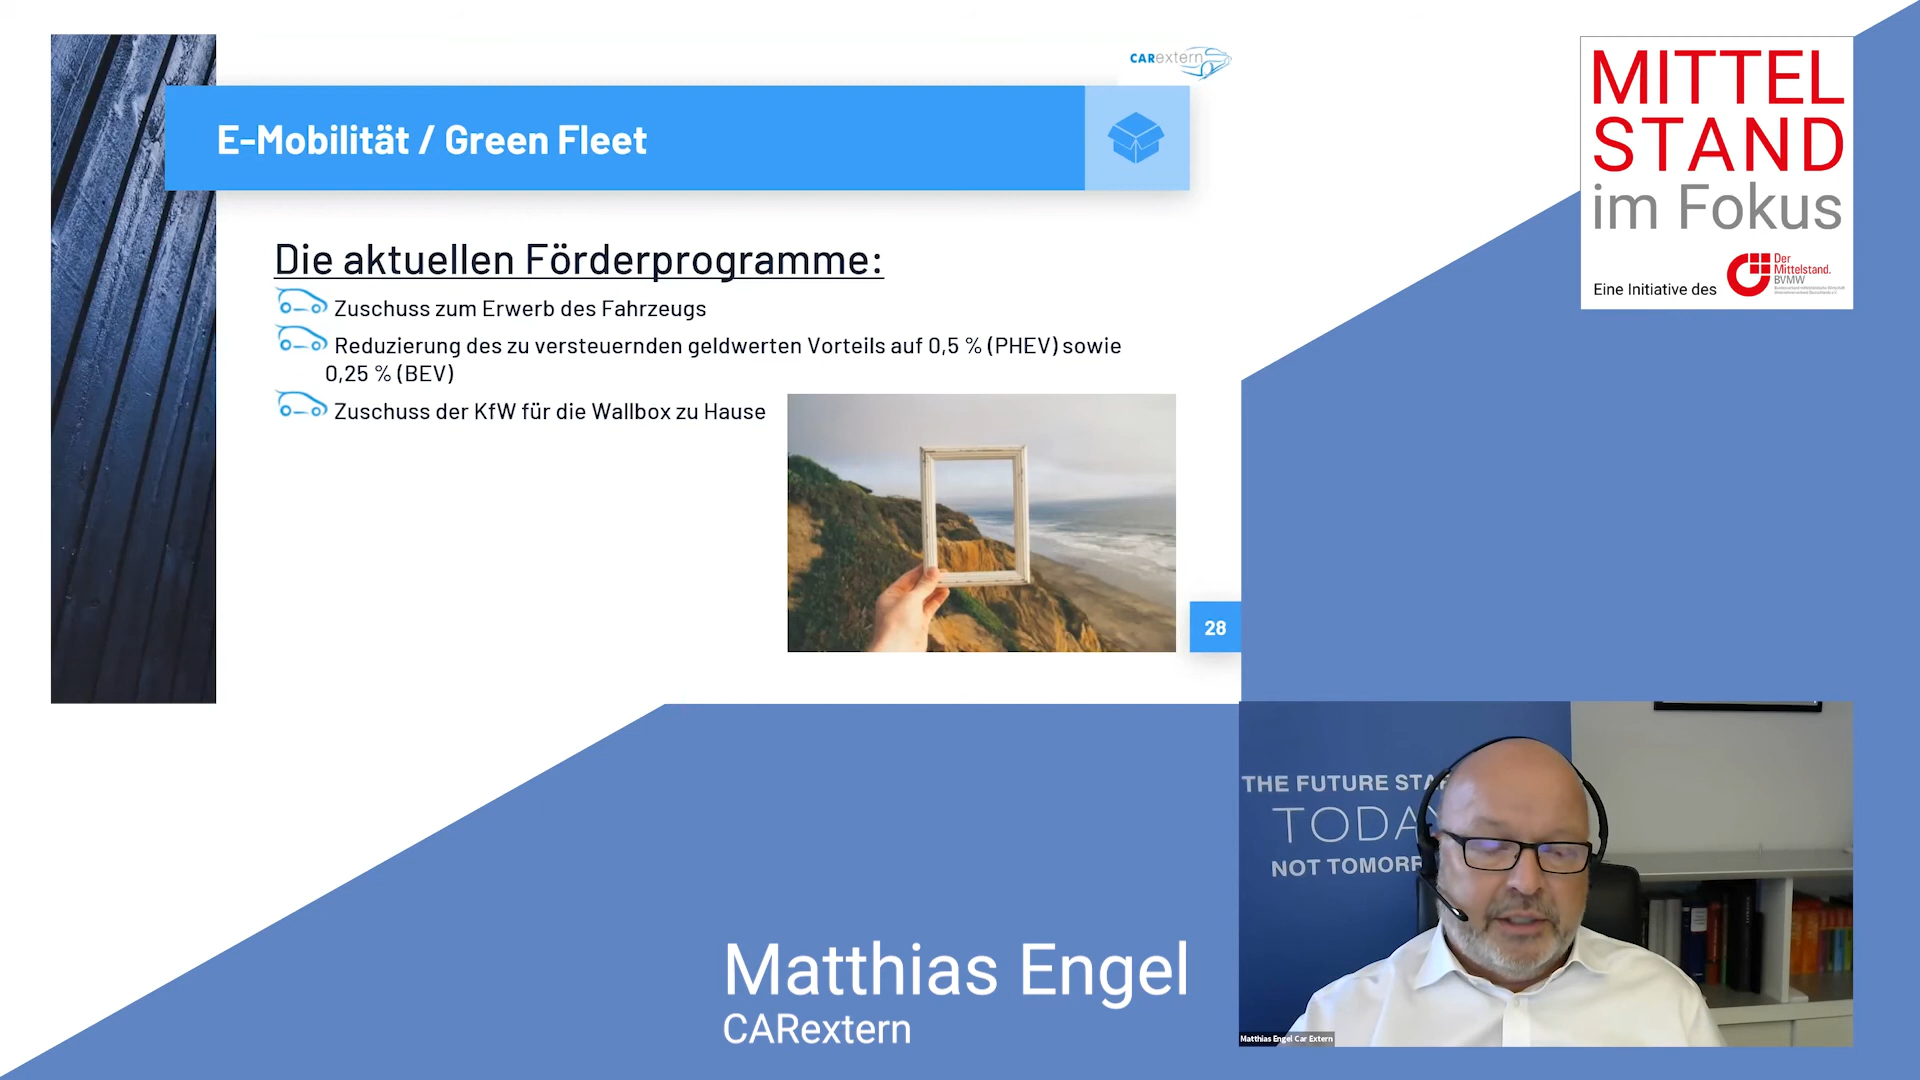 CARextern
E-Mobilität / Green Fleet
Die aktuellen Förderprogramme:
Zuschuss zum Erwerb des Fahrzeugs
Reduzierung des zu versteuernden geldwerten Vorteils auf 0,5 % (PHEV) sowie
0,25 % (BEV)
Zuschuss der KfW für die Wallbox zu Hause
28
MITTEL
STAND
im Fokus
Eine Initiative des
Der
Mittelstand.
BVMW
THE FUTURE STA
TODAY
NOT TOMORR
Matthias Engel
CARextern
Matthias Engel Car Extern